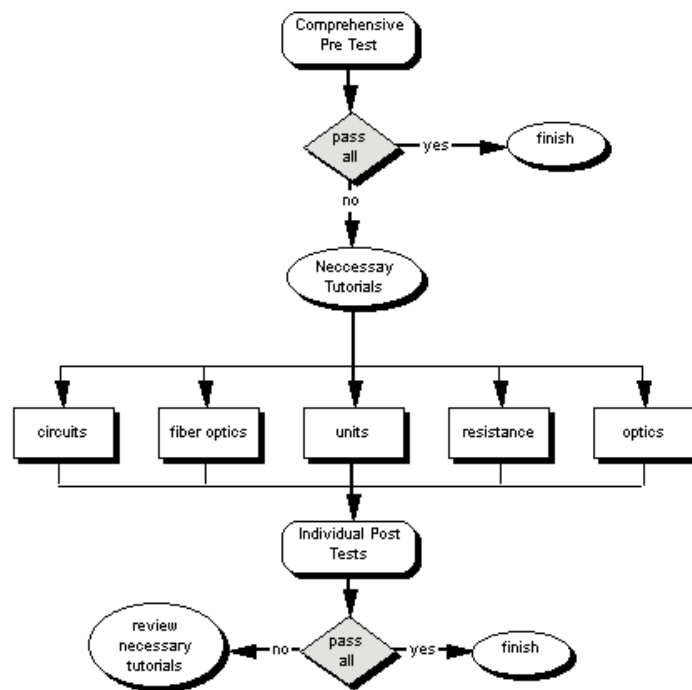 Comprehensive
Pre Test
pass
all
yes
finish
no
Neccessay
Tutorials
circuits
fiber optics
units
resistance
optics
Individual Post
Tests
review
necessary
tutorials
no
pass
all
yes
finish